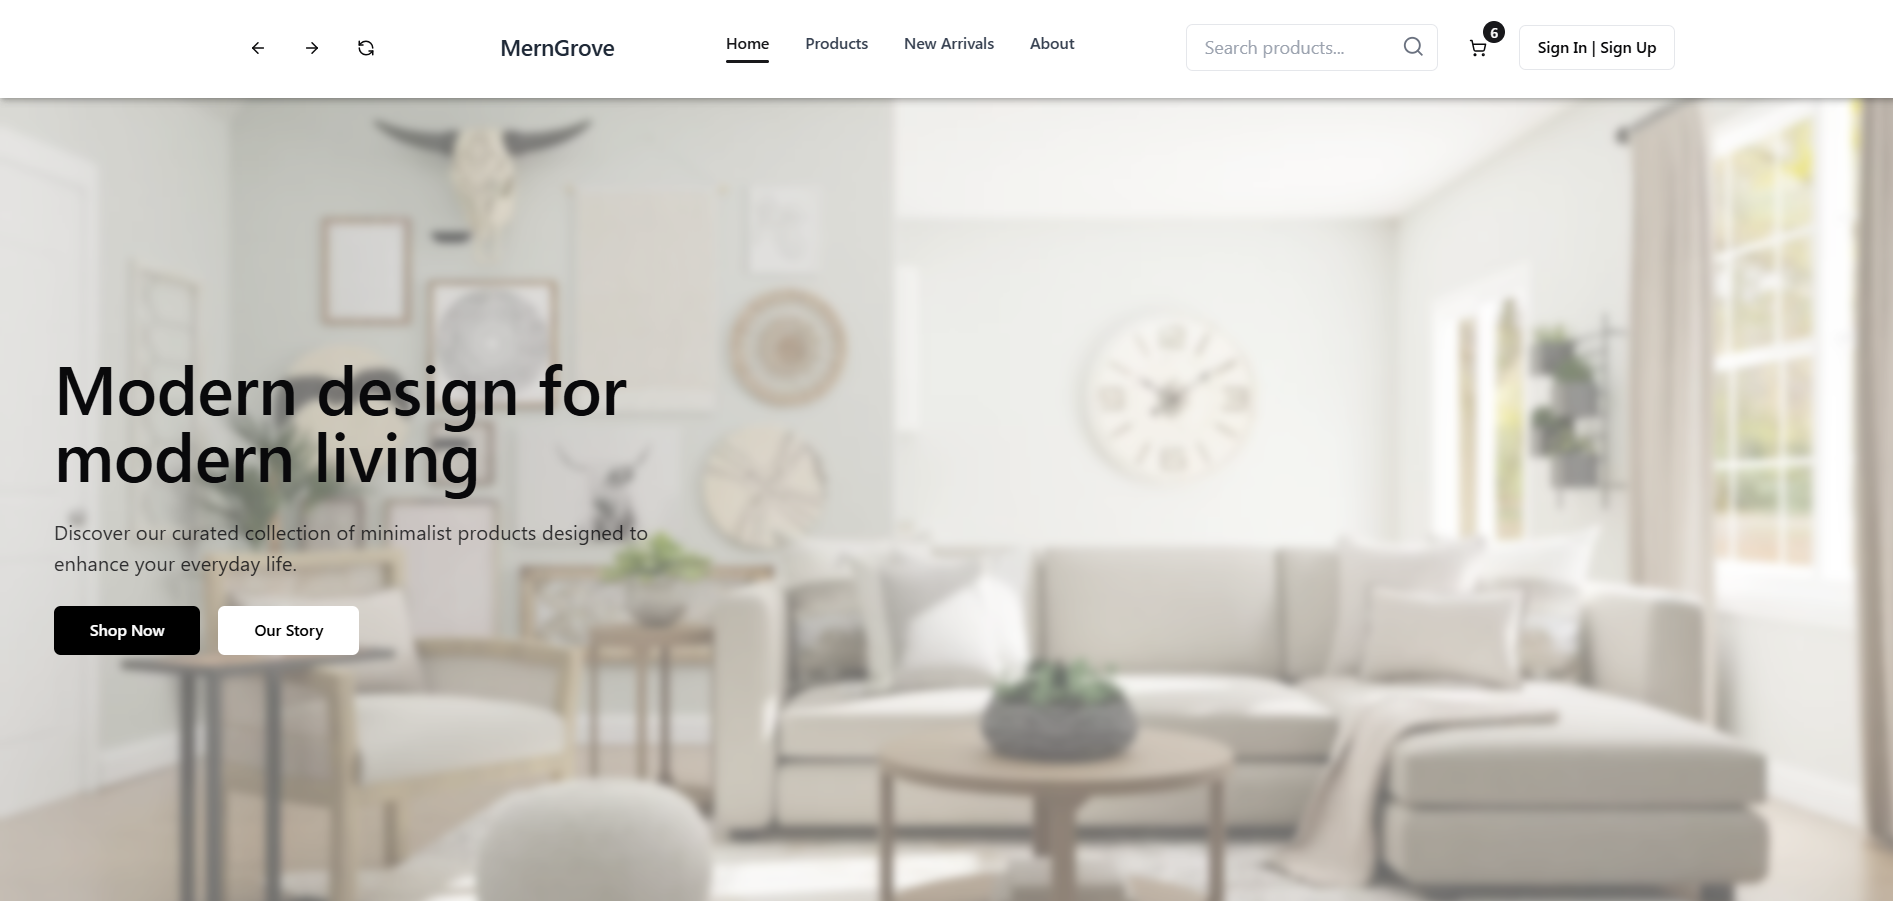 MernGrove
Home
Products
New Arrivals
About
Search products...
6
Sign In | Sign Up
Modern design for
modern living
Discover our curated collection of minimalist products designed to
enhance your everyday life.
Shop Now
Our Story